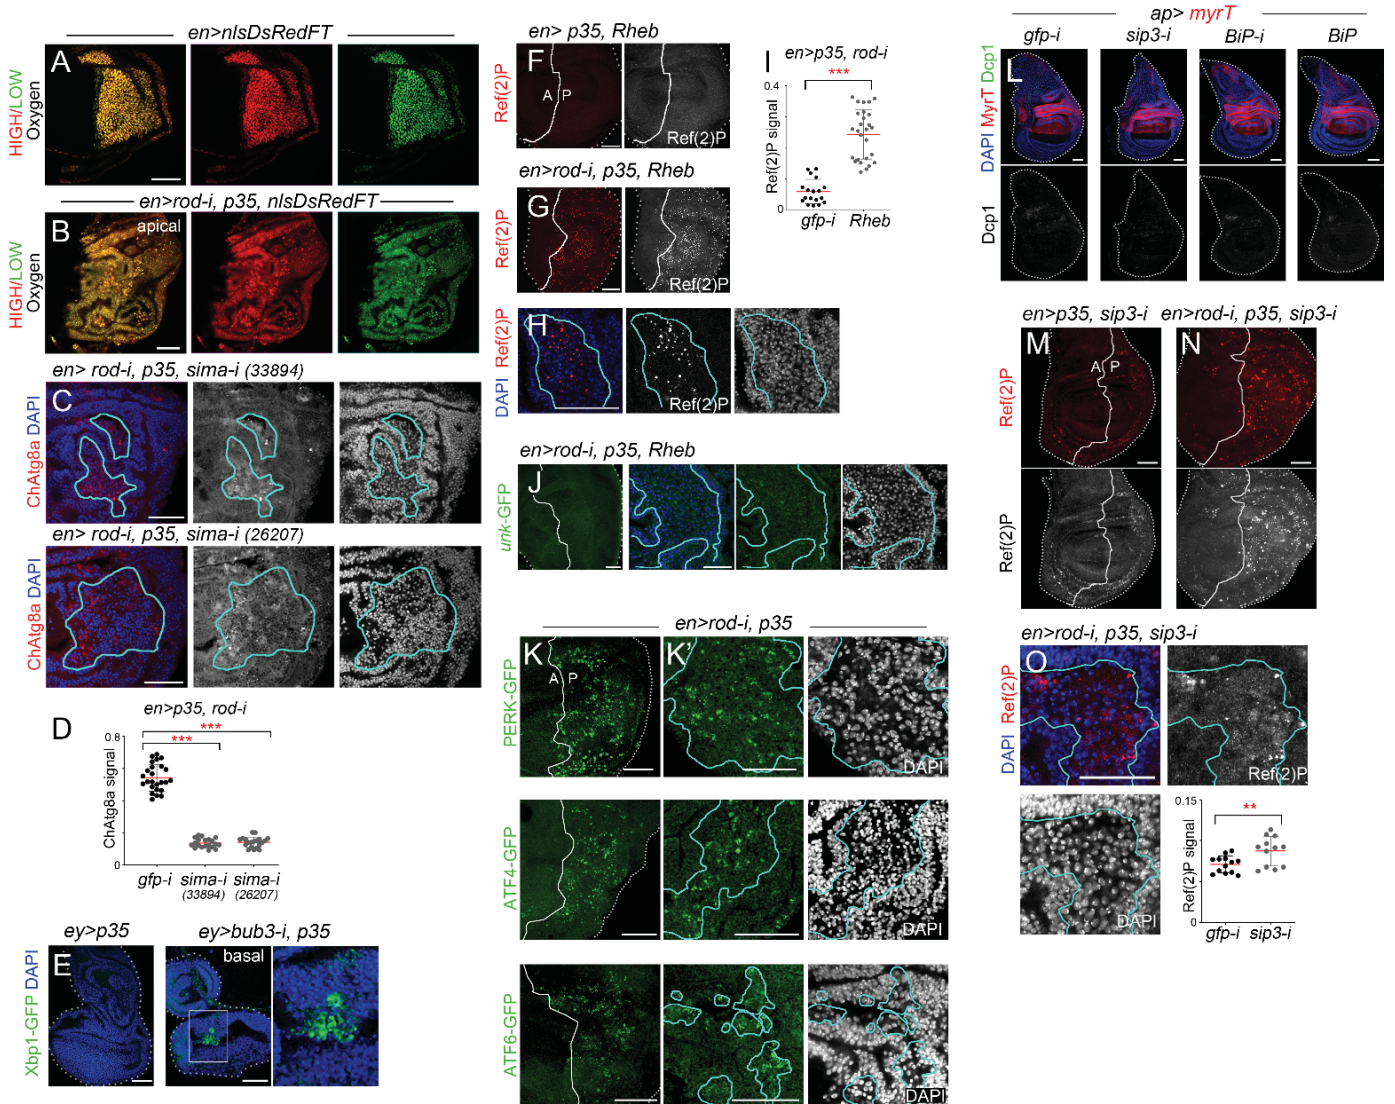 en>nlsDsRedFT
A
HIGH/LOW
Oxygen
en>rod-i, p35, nlsDsRedFT
B
apical
HIGH/LOW
Oxygen
en> rod-i, p35, sima-i (33894)
C
ChAtg8a DAPI
en> rod-i, p35, sima-i (26207)
ChAtg8a DAPI
D
en>p35, rod-i
***
***
0.8
0
ChAtg8a signal
gfp-i
sima-i
(33894)
sima-i
(26207)
ey>p35
ey>bub3-i, p35
E
basal
Xbp1-GFP DAPI
en> p35, Rheb
F
A
P
Ref(2)P
Ref(2)P
en>rod-i, p35, Rheb
G
Ref(2)P
Ref(2)P
H
DAPI Ref(2)P
Ref(2)P
I
en>p35, rod-i
***
0.4
0.2
0
Ref(2)P signal
gfp-i
Rheb
en>rod-i, p35, Rheb
J
unk-GFP
en>rod-i, p35
K
A
P
K'
PERK-GFP
DAPI
ATF4-GFP
DAPI
ATF6-GFP
DAPI
ap> myrT
gfp-i
sip3-i
BiP-i
BiP
L
DAPI MyrT Dcp1
Dcp1
en>p35, sip3-i
en>rod-i, p35, sip3-i
M
A
P
N
Ref(2)P
Ref(2)P
en>rod-i, p35, sip3-i
O
DAPI Ref(2)P
Ref(2)P
DAPI
**
0.15
0
Ref(2)P signal
gfp-i
sip3-i